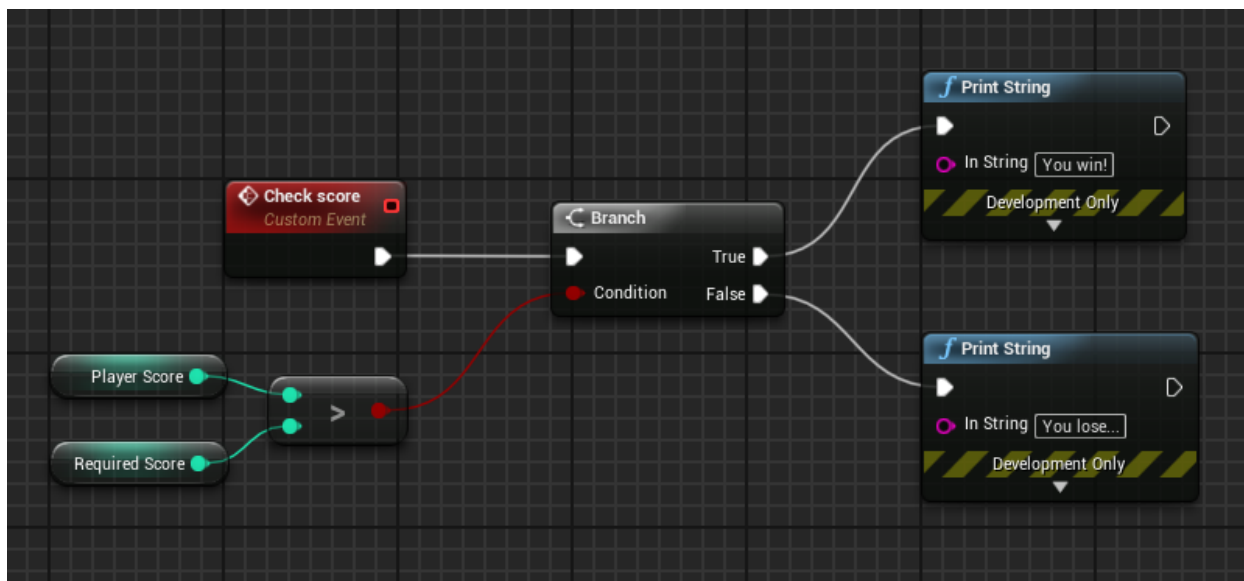 Check score
Custom Event
Player Score
Required Score
>
Branch
True
Condition
False
f Print String
In String You win!
Development Only
f Print String
In String You lose...
Development Only